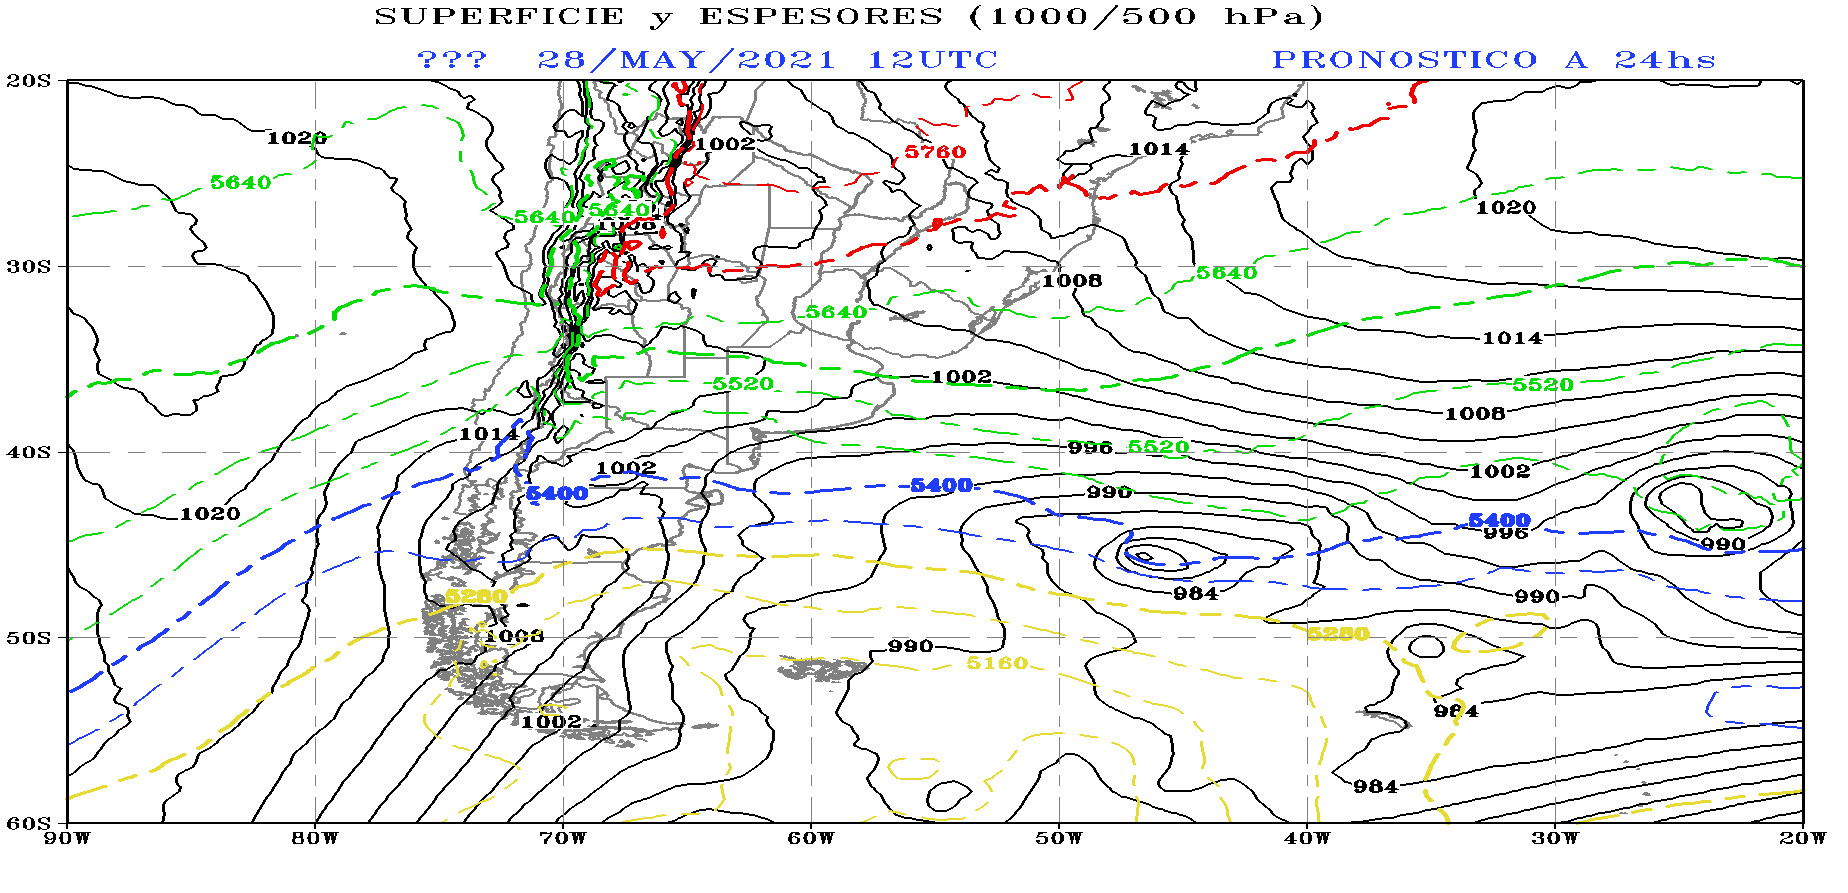 SUPERFICIE y ESPESORES (1000/500 hPa)
??? 28/MAY/2021 12UTC PRONOSTICO A 24hs
20S
1020 1002 1014
5760
5640 1020
5640 5640
1008
30S 1008 5640
5640
1014
1002
5520 5520
1008
1014 996 5520
40S 1002 1002
5400 5400 990
1020 5400
996 990
5280 984 990
50S 1008 990 5280
5160
1002 984
984
60S
90W 80W 70W 60W 50W 40W 30W 20W